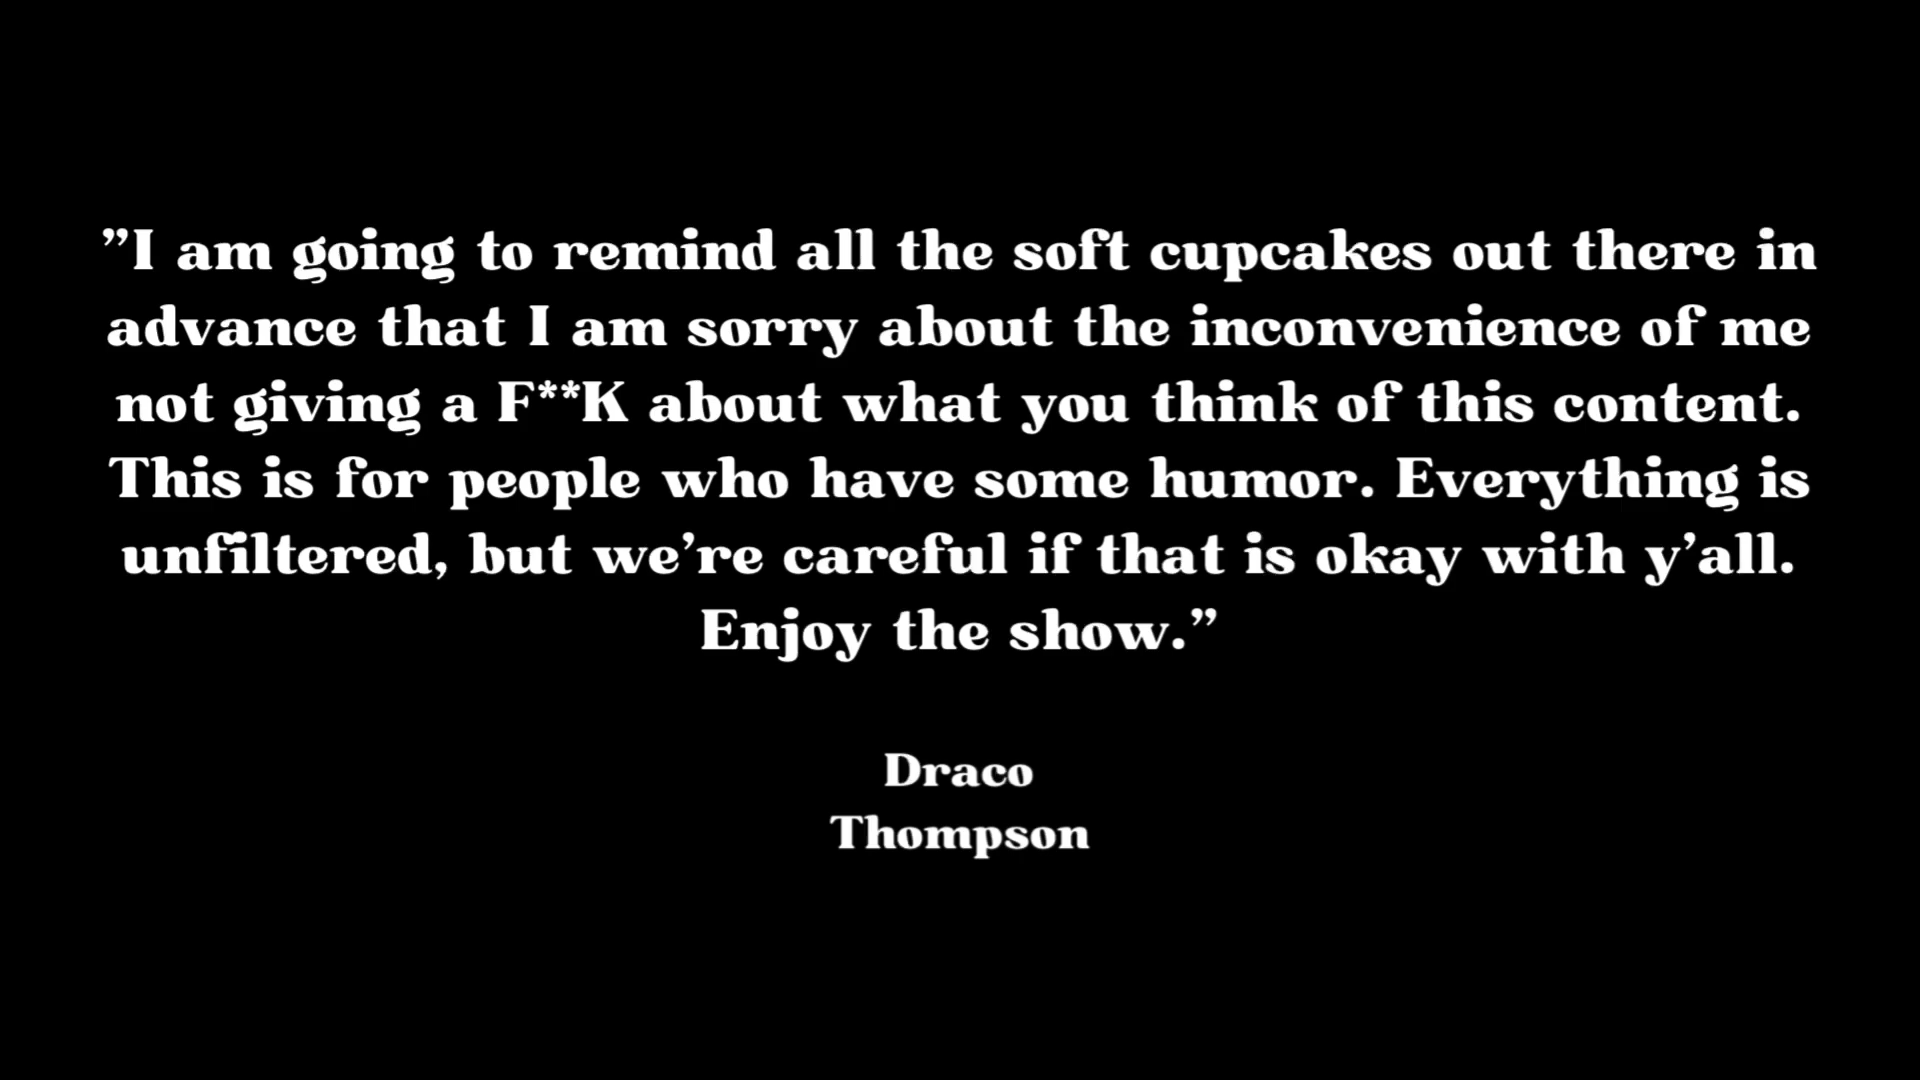 ”I am going to remind all the soft cupcakes out there in
advance that I am sorry about the inconvenience of me
not giving a F**K about what you think of this content.
This is for people who have some humor. Everything is
unfiltered, but we’re careful if that is okay with y’all.
Enjoy the show.”
Draco
Thompson